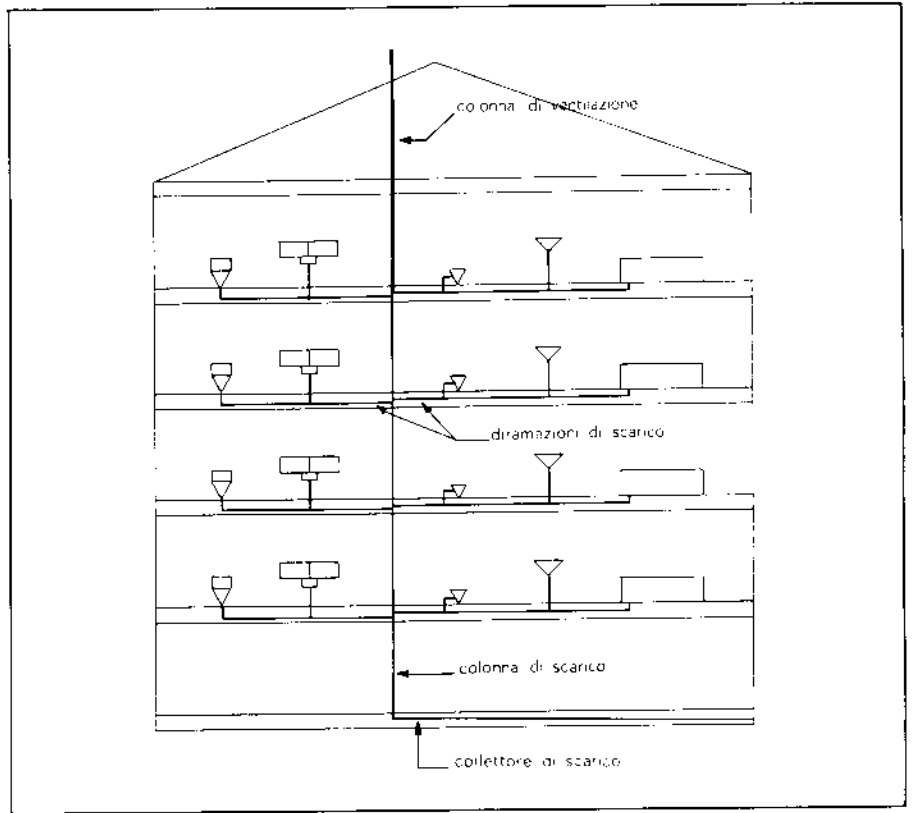 colonna di ventilazione
diramazioni di scarico
colonna di scarico
collettore di scarico